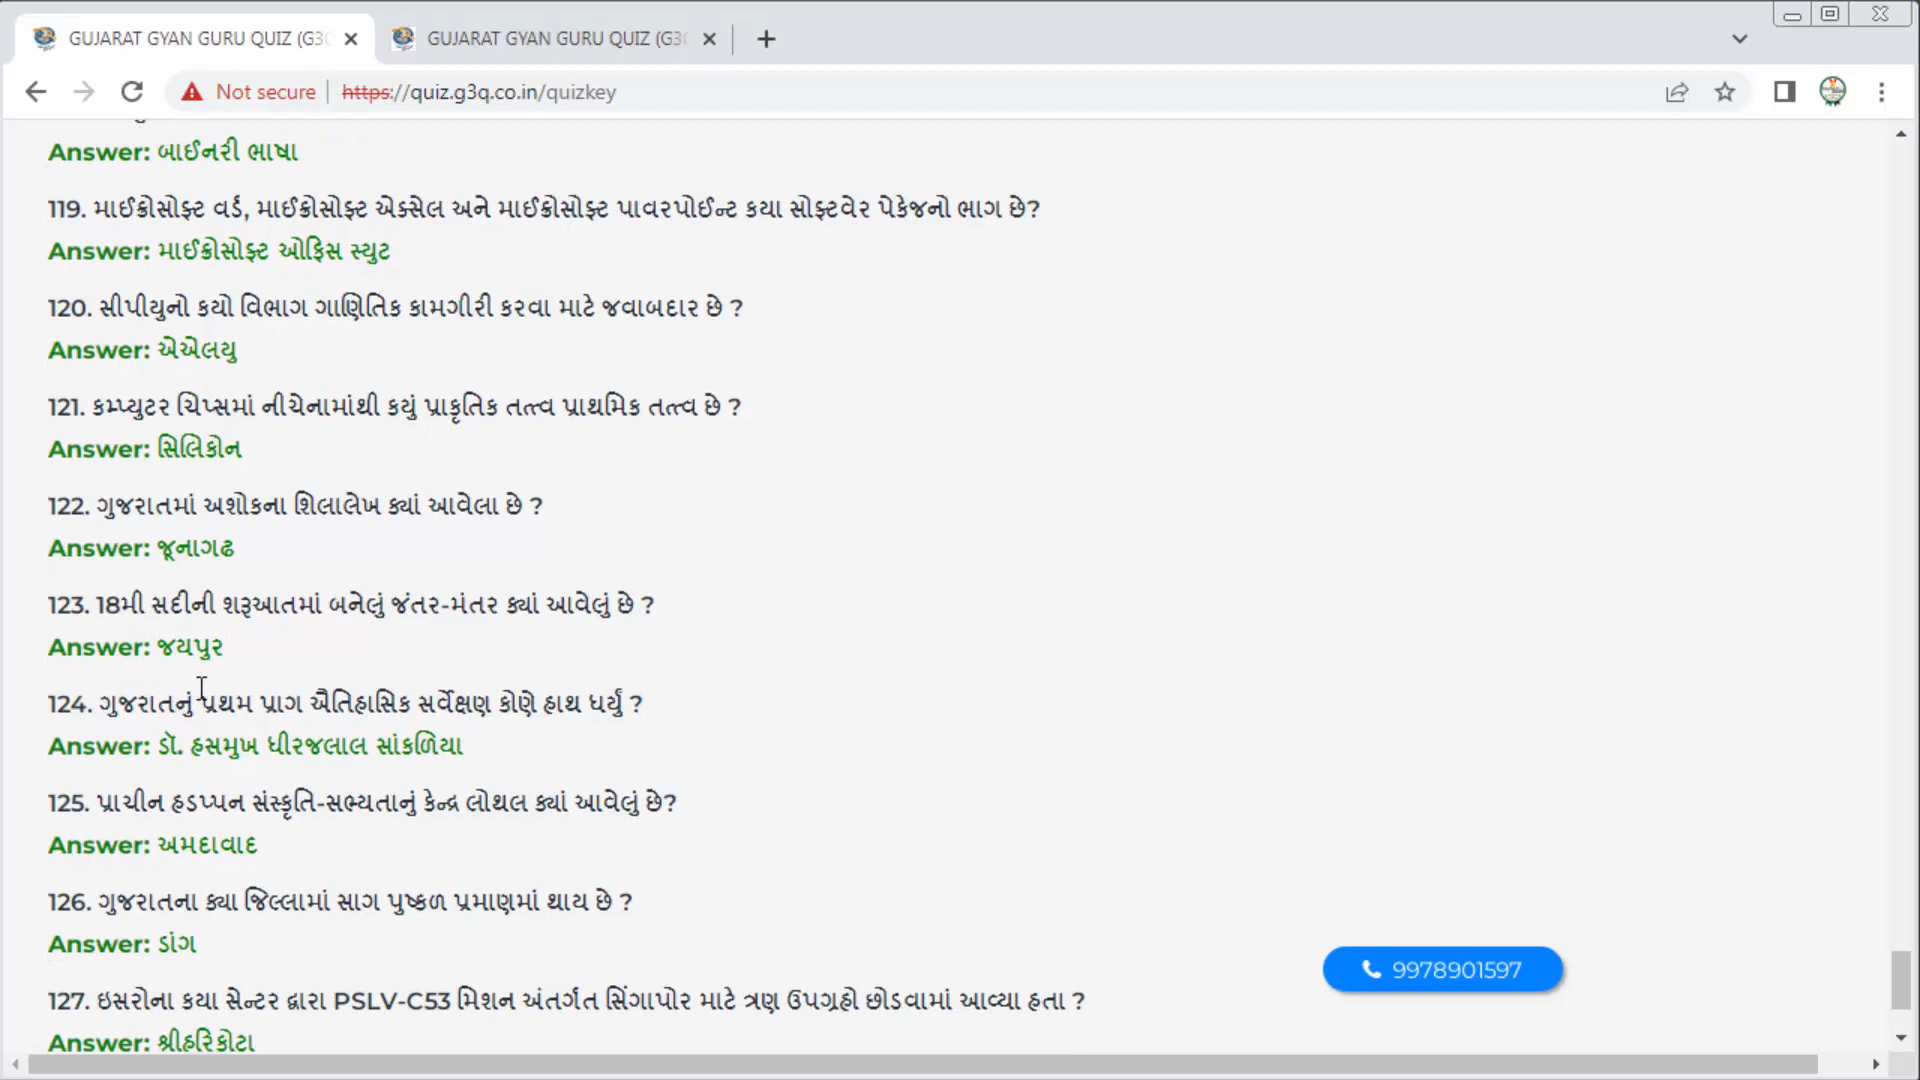 GUJARAT GYAN GURU QUIZ (G3
GUJARAT GYAN GURU QUIZ (G3
Not secure
https://quiz.g3q.co.in/quizkey
Answer: બાઈનરી ભાષા
119. માઈક્રોસોફ્ટ વર્ડ, માઈક્રોસોફ્ટ એક્સેલ અને માઈક્રોસોફ્ટ પાવરપોઈન્ટ કયા સોફ્ટવેર પેકેજનો ભાગ છે?
Answer: માઈક્રોસોફ્ટ ઓફિસ સ્યુટ
120. સીપીયુનો કયો વિભાગ ગાણિતિક કામગીરી કરવા માટે જવાબદાર છે ?
Answer: એએલયુ
121. કમ્પ્યુટર ચિપ્સમાં નીચેનામાંથી કયું પ્રાકૃતિક તત્ત્વ પ્રાથમિક તત્ત્વ છે ?
Answer: સિલિકોન
122. ગુજરાતમાં અશોકના શિલાલેખ ક્યાં આવેલા છે ?
Answer: જૂનાગઢ
123. 18મી સદીની શરૂઆતમાં બનેલું જંતર-મંતર ક્યાં આવેલું છે ?
Answer: જયપુર
124. ગુજરાતનું પ્રથમ પ્રાગ ઐતિહાસિક સર્વેક્ષણ કોણે હાથ ધર્યું ?
Answer: ડૉ. હસમુખ ધીરજલાલ સાંકળિયા
125. પ્રાચીન હડપ્પન સંસ્કૃતિ-સભ્યતાનું કેન્દ્ર લોથલ ક્યાં આવેલું છે?
Answer: અમદાવાદ
126. ગુજરાતના ક્યા જિલ્લામાં સાગ પુષ્કળ પ્રમાણમાં થાય છે ?
Answer: ડાંગ
9978901597
127. ઇસરોના કયા સેન્ટર દ્વારા PSLV-C53 મિશન અંતર્ગત સિંગાપોર માટે ત્રણ ઉપગ્રહો છોડવામાં આવ્યા હતા ?
Answer: શ્રીહરિકોટા